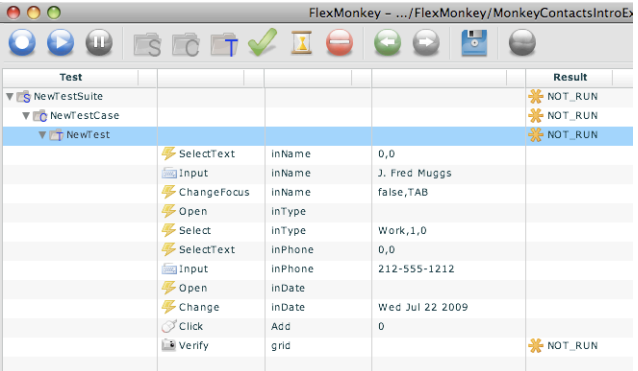 FlexMonkey – .../FlexMonkey/MonkeyContactsIntroEx
S C T
Test Result
S NewTestSuite NOT_RUN
C NewTestCase NOT_RUN
T NewTest NOT_RUN
SelectText inName 0,0
Input inName J. Fred Muggs
ChangeFocus inName false,TAB
Open inType
Select inType Work,1,0
SelectText inPhone 0,0
Input inPhone 212-555-1212
Open inDate
Change inDate Wed Jul 22 2009
Click Add 0
Verify grid NOT_RUN